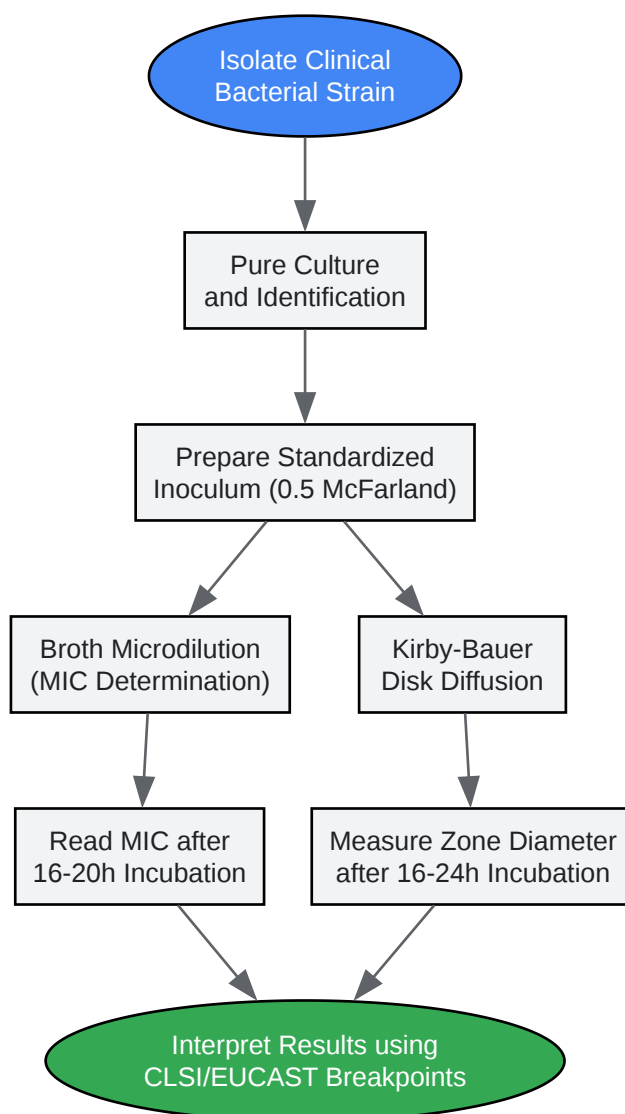 Isolate Clinical
Bacterial Strain
Pure Culture
and Identification
Prepare Standardized
Inoculum (0.5 McFarland)
Broth Microdilution
(MIC Determination)
Kirby-Bauer
Disk Diffusion
Read MIC after
16-20h Incubation
Measure Zone Diameter
after 16-24h Incubation
Interpret Results using
CLSI/EUCAST Breakpoints